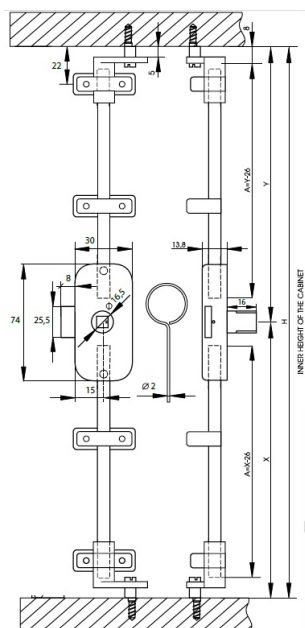 8
22
5
A=Y-26
Y
30
13,8
8
16,5
16
74
25,5
H
INNER HEIGHT OF THE CABINET
15
Ø 2
A=X-26
X